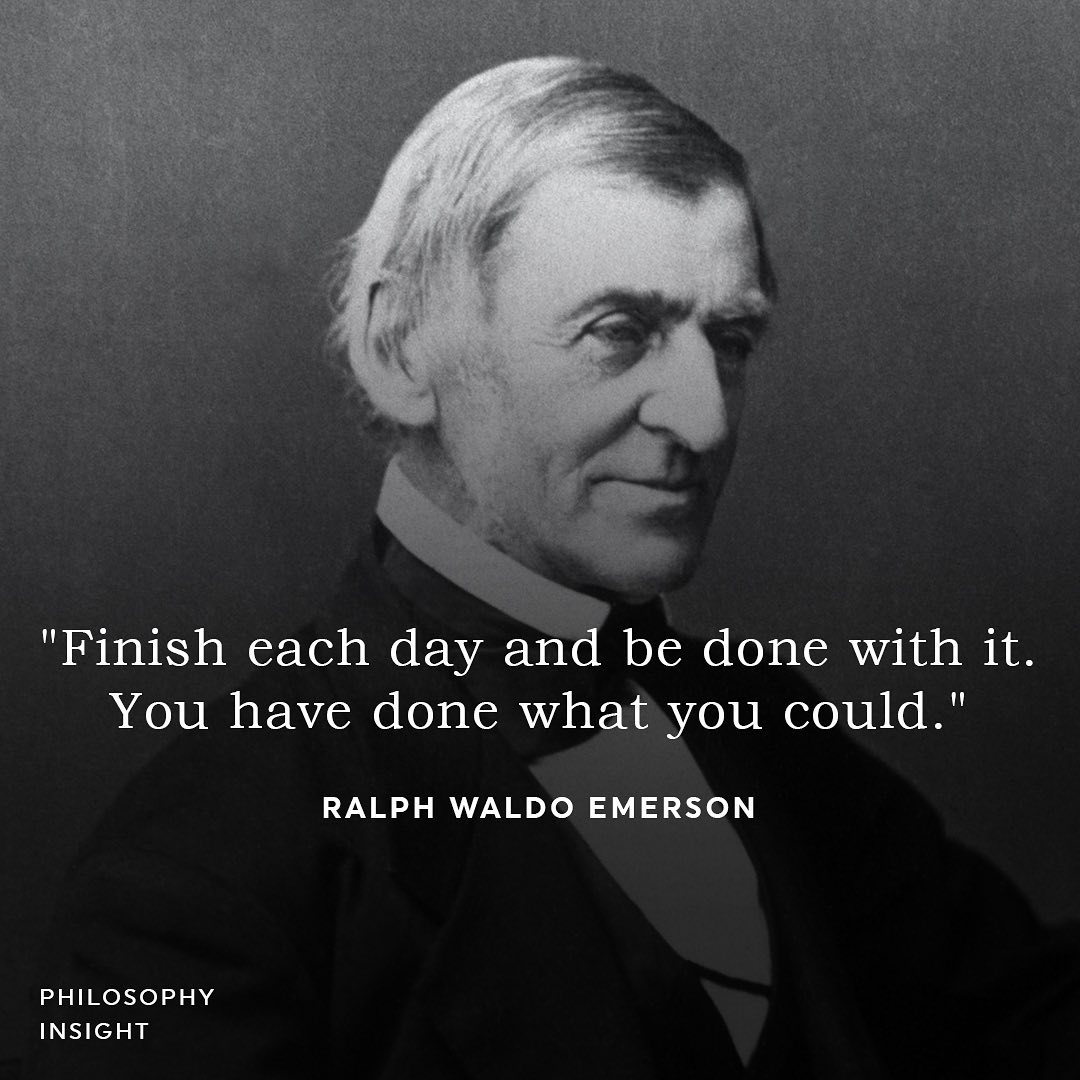 "Finish each day and be done with it.
You have done what you could."
RALPH WALDO EMERSON
PHILOSOPHY
INSIGHT